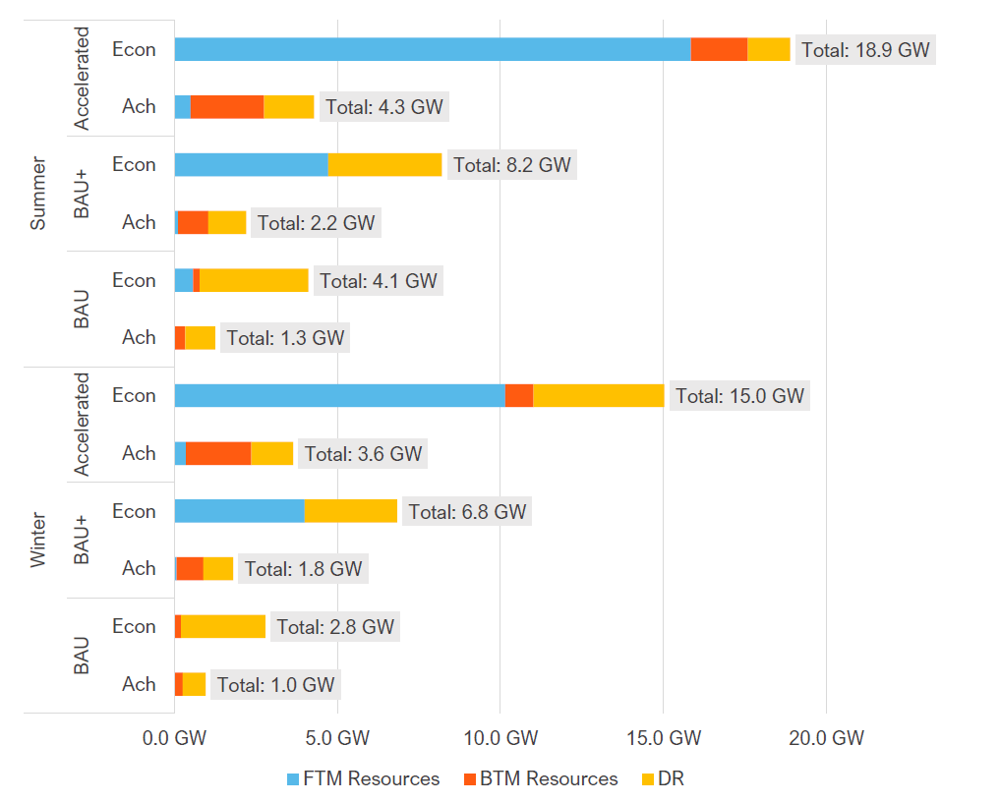 Summer
Accelerated
Econ
Total: 18.9 GW
Ach
Total: 4.3 GW
BAU+
Econ
Total: 8.2 GW
Ach
Total: 2.2 GW
BAU
Econ
Total: 4.1 GW
Ach
Total: 1.3 GW
Winter
Accelerated
Econ
Total: 15.0 GW
Ach
Total: 3.6 GW
BAU+
Econ
Total: 6.8 GW
Ach
Total: 1.8 GW
BAU
Econ
Total: 2.8 GW
Ach
Total: 1.0 GW
0.0 GW 5.0 GW 10.0 GW 15.0 GW 20.0 GW
FTM Resources BTM Resources DR